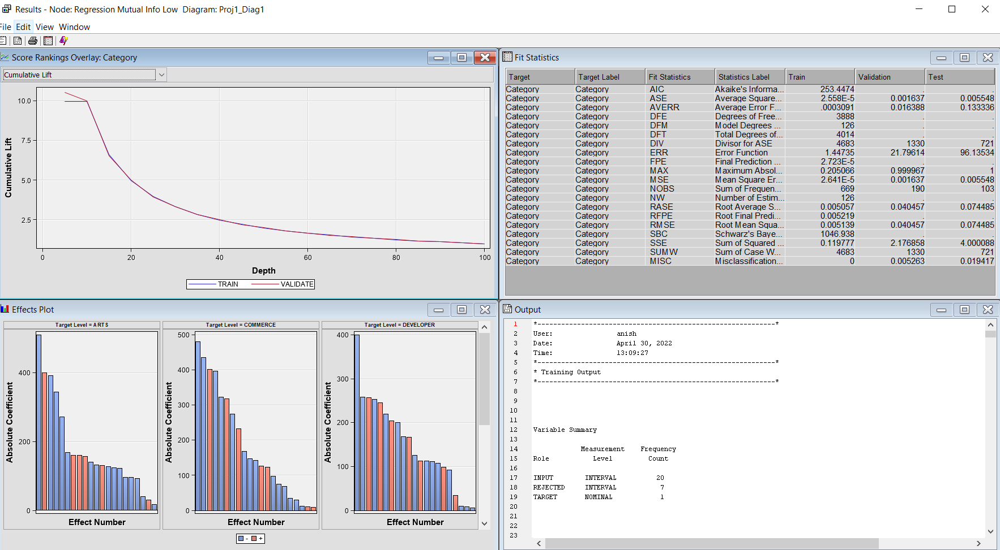 Results - Node: Regression Mutual Info Low  Diagram: Proj1_Diag1
File Edit View Window
Score Rankings Overlay: Category
Cumulative Lift
10.0
7.5
5.0
2.5
Cumulative Lift
0 20 40 60 80 100
Depth
TRAIN VALIDATE
Fit Statistics
Target Target Label Fit Statistics Statistics Label Train Validation Test
Category Category AIC Akaike's Informa... 253.4474 . .
Category Category ASE Average Square... 2.558E-5 0.001637 0.005548
Category Category AVERR Average Error F... .0003091 0.016388 0.133336
Category Category DFE Degrees of Free... 3888 . .
Category Category DFM Model Degrees ... 126 . .
Category Category DFT Total Degrees of... 4014 . .
Category Category DIV Divisor for ASE 4683 1330 721
Category Category ERR Error Function 1.44735 21.79614 96.13534
Category Category FPE Final Prediction ... 2.723E-5 . .
Category Category MAX Maximum Absol... 0.205066 0.999967 1
Category Category MSE Mean Square Er... 2.641E-5 0.001637 0.005548
Category Category NOBS Sum of Frequen... 669 190 103
Category Category NW Number of Estim... 126 . .
Category Category RASE Root Average S... 0.005057 0.040457 0.074485
Category Category RFPE Root Final Predi... 0.005219 . .
Category Category RMSE Root Mean Squa... 0.005139 0.040457 0.074485
Category Category SBC Schwarz's Baye... 1046.938 . .
Category Category SSE Sum of Squared ... 0.119777 2.176858 4.000088
Category Category SUMW Sum of Case W... 4683 1330 721
Category Category MISC Misclassification... 0 0.005263 0.019417
Effects Plot
Target Level = ARTS
Absolute Coefficient
400
200
0
Effect Number
Target Level = COMMERCE
Absolute Coefficient
500
400
300
200
100
0
Effect Number
Target Level = DEVELOPER
Absolute Coefficient
400
300
200
100
0
Effect Number
- +
Output
1 *------------------------------------------------------------*
2 User: anish
3 Date: April 30, 2022
4 Time: 13:09:27
5 *------------------------------------------------------------*
6 * Training Output
7 *------------------------------------------------------------*
8
9
10
11
12 Variable Summary
13
14 Measurement Frequency
15 Role Level Count
16
17 INPUT INTERVAL 20
18 REJECTED INTERVAL 7
19 TARGET NOMINAL 1
20
21
22
23